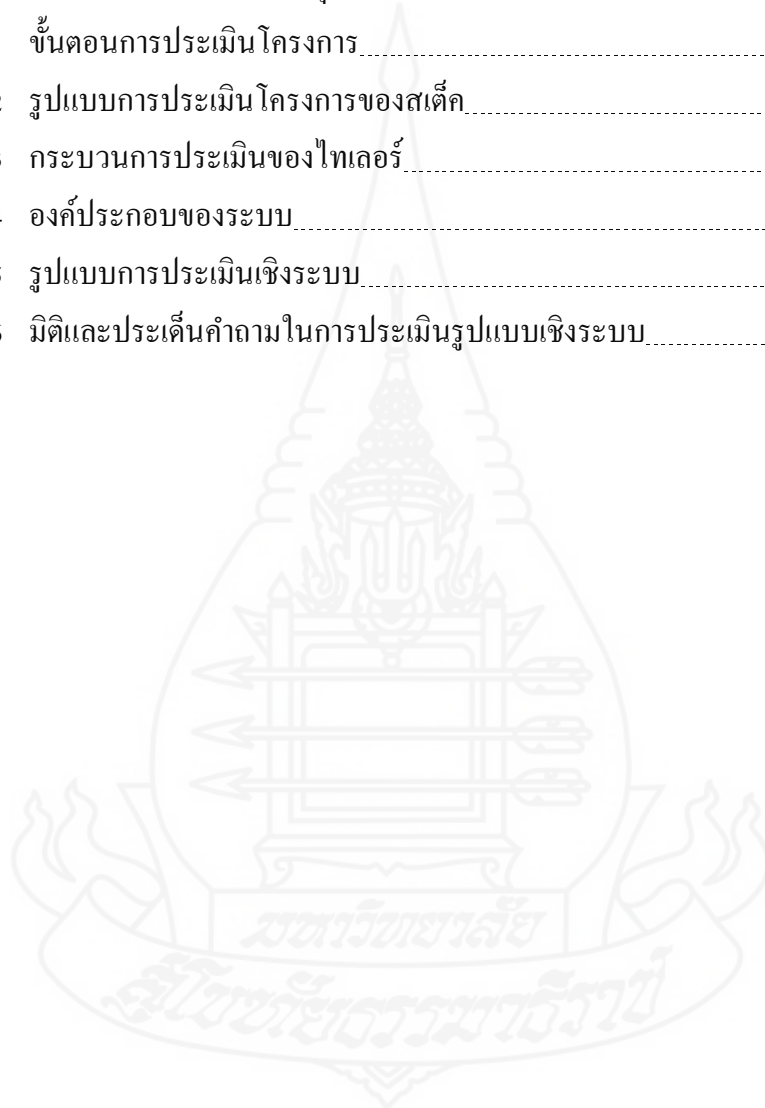 ขั้นตอนการประเมินโครงการ
รูปแบบการประเมินโครงการของสเต็ค
กระบวนการประเมินของไทเลอร์
องค์ประกอบของระบบ
รูปแบบการประเมินเชิงระบบ
มิติและประเด็นคำถามในการประเมินรูปแบบเชิงระบบ
มหาวิทยาลัย
สุโขทัยธรรมาธิราช